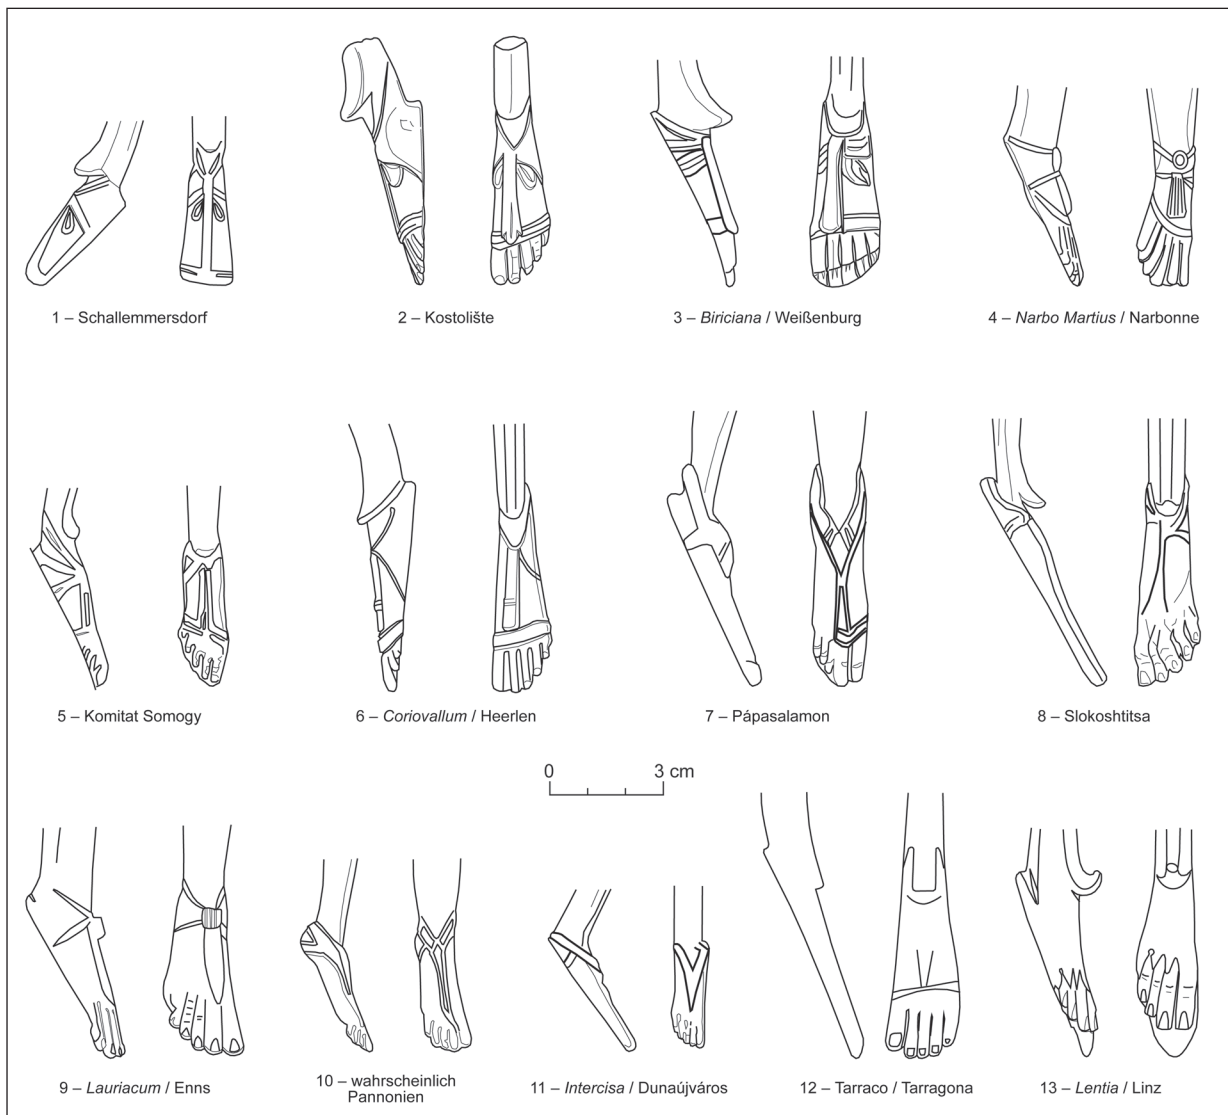 1 – Schallemmersdorf
2 – Kostolište
3 – Biriciana / Weißenburg
4 – Narbo Martius / Narbonne
5 – Komitat Somogy
6 – Coriovallum / Heerlen
7 – Pápasalamon
8 – Slokoshtitsa
0 3 cm
9 – Lauriacum / Enns
10 – wahrscheinlich
Pannonien
11 – Intercisa / Dunaújváros
12 – Tarraco / Tarragona
13 – Lentia / Linz